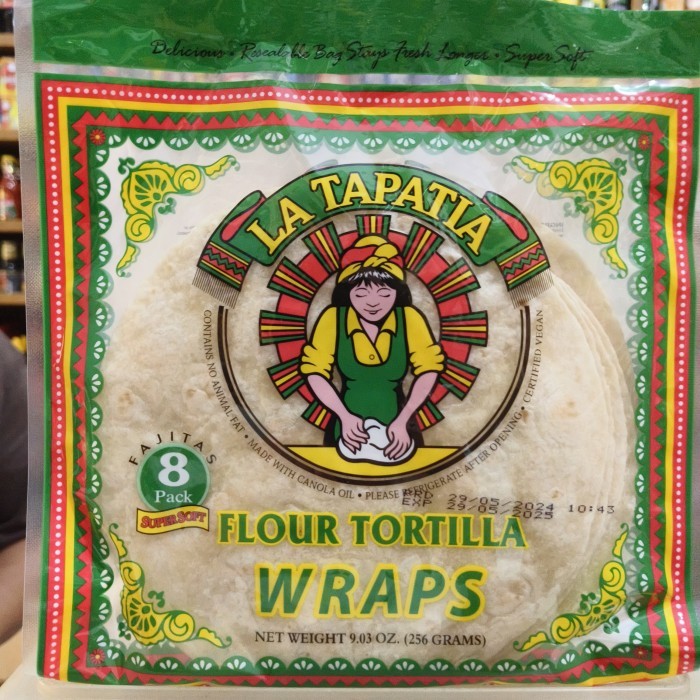 Delicious • Resealable Bag Stays Fresh Longer • Super Soft
LA TAPATIA
CONTAINS NO ANIMAL FAT • MADE WITH CANOLA OIL • PLEASE REFRIGERATE AFTER OPENING • CERTIFIED VEGAN
FAJITAS
8
Pack
SUPER SOFT
PRD 29/05/2024 10:43
EXP 29/05/2025
FLOUR TORTILLA
WRAPS
NET WEIGHT 9.03 OZ. (256 GRAMS)